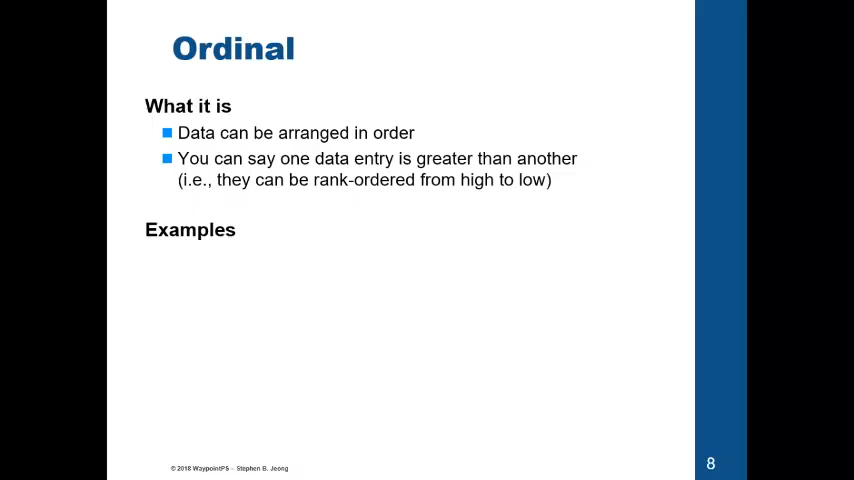 Ordinal
What it is
Data can be arranged in order
You can say one data entry is greater than another
(i.e., they can be rank-ordered from high to low)
Examples
© 2018 WaypointPS – Stephen B. Jeong
8